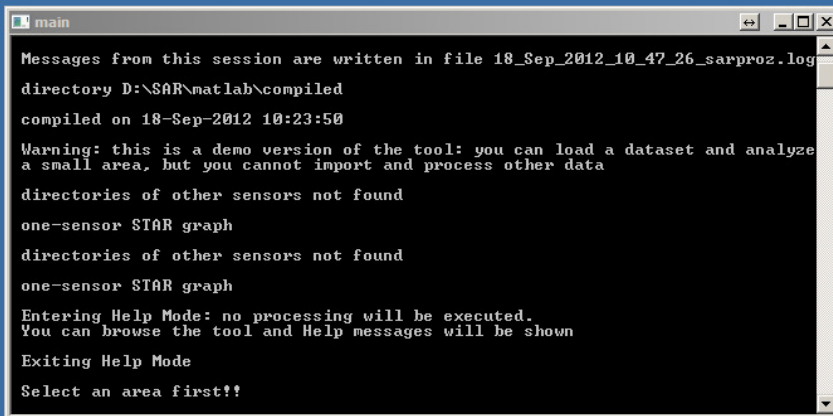 main
Messages from this session are written in file 18_Sep_2012_10_47_26_sarproz.log
directory D:\SAR\matlab\compiled
compiled on 18-Sep-2012 10:23:50
Warning: this is a demo version of the tool: you can load a dataset and analyze
a small area, but you cannot import and process other data
directories of other sensors not found
one-sensor STAR graph
directories of other sensors not found
one-sensor STAR graph
Entering Help Mode: no processing will be executed.
You can browse the tool and Help messages will be shown
Exiting Help Mode
Select an area first!!